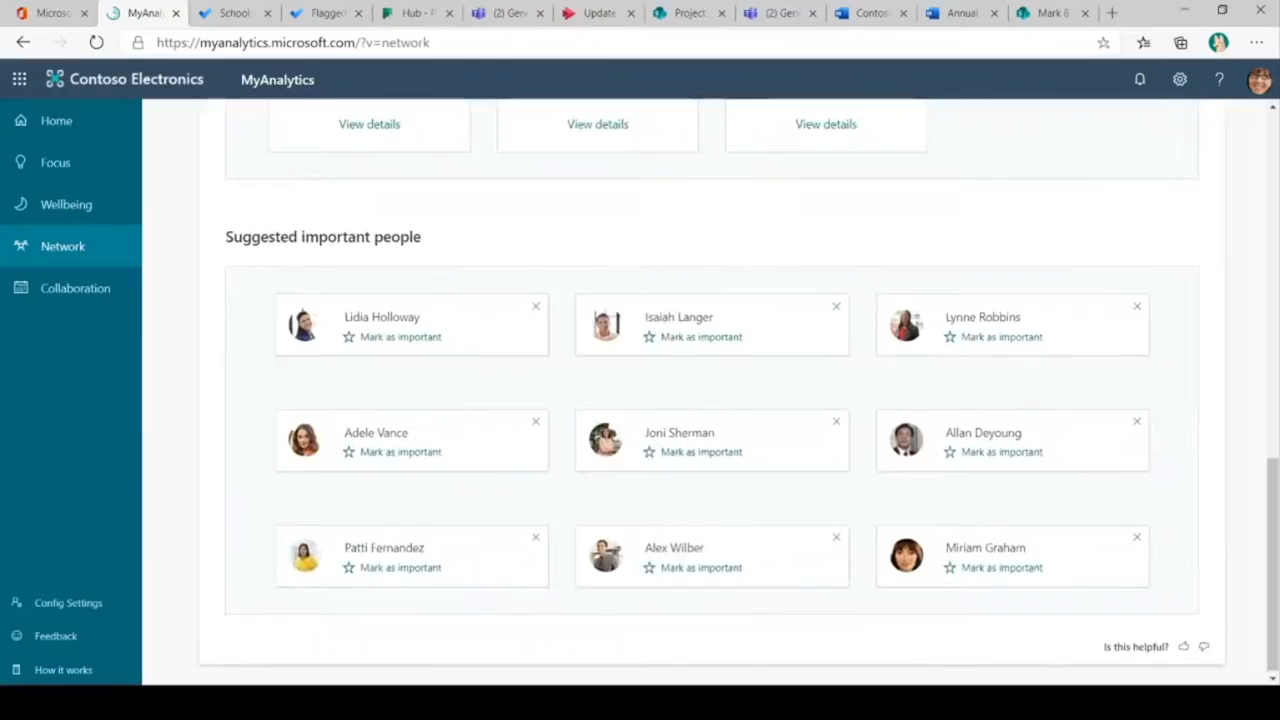 Microso
MyAnal
School
Flagged
Hub - P
(2) Gene
Update
Project
(2) Gene
Contoso
Annual
Mark 8
https://myanalytics.microsoft.com/?v=network
Contoso Electronics
MyAnalytics
Home
Focus
Wellbeing
Network
Collaboration
Config Settings
Feedback
How it works
View details
View details
View details
Suggested important people
Lidia Holloway
Mark as important
Isaiah Langer
Mark as important
Lynne Robbins
Mark as important
Adele Vance
Mark as important
Joni Sherman
Mark as important
Allan Deyoung
Mark as important
Patti Fernandez
Mark as important
Alex Wilber
Mark as important
Miriam Graham
Mark as important
Is this helpful?